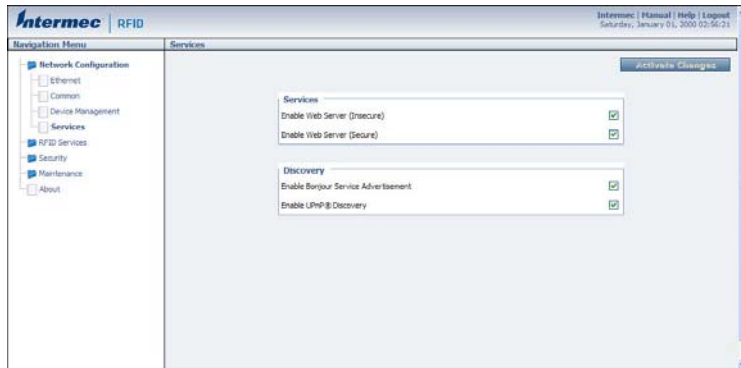 Intermec | RFID
Intermec | Manual | Help | Logout
Saturday, January 01, 2000 02:56:21
Navigation Menu
Services
Network Configuration
Ethernet
Common
Device Management
Services
RFID Services
Security
Maintenance
About
Activate Changes
Services
Enable Web Server (Insecure)
Enable Web Server (Secure)
Discovery
Enable Bonjour Service Advertisement
Enable UPnP® Discovery